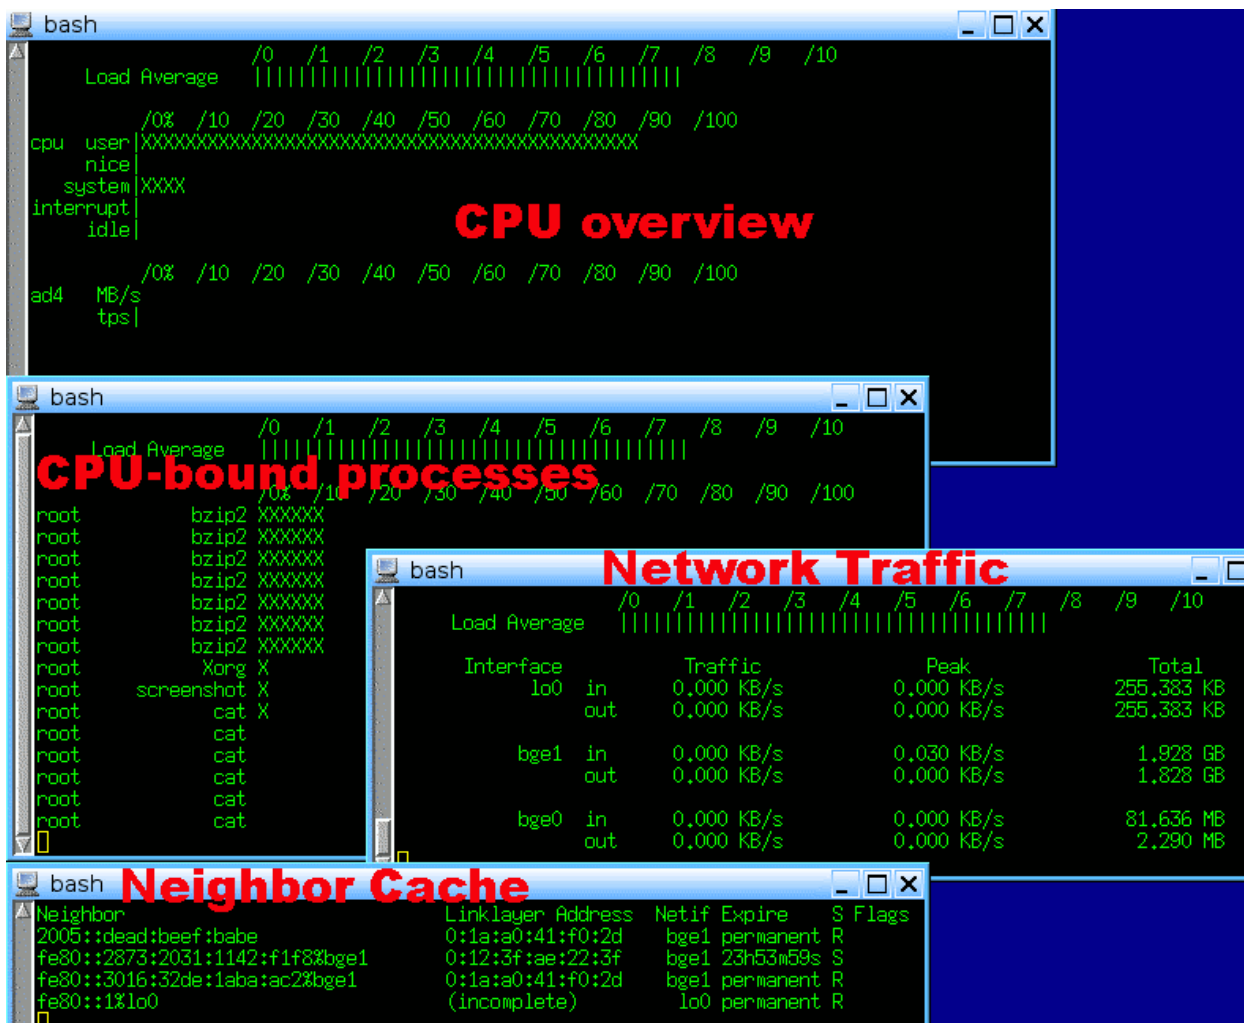 bash
/0 /1 /2 /3 /4 /5 /6 /7 /8 /9 /10
Load Average ||||||||||||||||||||||||||||||||||||||
/0% /10 /20 /30 /40 /50 /60 /70 /80 /90 /100
cpu user|XXXXXXXXXXXXXXXXXXXXXXXXXXXXXXXXXXXXXXXXXXXXX
nice|
system|XXXX
interrupt|
idle|
CPU overview
/0% /10 /20 /30 /40 /50 /60 /70 /80 /90 /100
ad4 MB/s
tps|
bash
/0 /1 /2 /3 /4 /5 /6 /7 /8 /9 /10
Load Average ||||||||||||||||||||||||||||||||||||||
CPU-bound processes
/0% /10 /20 /30 /40 /50 /60 /70 /80 /90 /100
root bzip2 XXXXXX
root bzip2 XXXXXX
root bzip2 XXXXXX
root bzip2 XXXXXX
root bzip2 XXXXXX
root bzip2 XXXXXX
root bzip2 XXXXXX
root Xorg X
root screenshot X
root cat X
root cat
root cat
root cat
root cat
root cat
bash
Network Traffic
/0 /1 /2 /3 /4 /5 /6 /7 /8 /9 /10
Load Average ||||||||||||||||||||||||||||||||||||||
Interface Traffic Peak Total
lo0 in 0.000 KB/s 0.000 KB/s 255.383 KB
out 0.000 KB/s 0.000 KB/s 255.383 KB
bge1 in 0.000 KB/s 0.030 KB/s 1.928 GB
out 0.000 KB/s 0.000 KB/s 1.828 GB
bge0 in 0.000 KB/s 0.000 KB/s 81.636 MB
out 0.000 KB/s 0.000 KB/s 2.290 MB
bash
Neighbor Cache
Neighbor Linklayer Address Netif Expire S Flags
2005::dead:beef:babe 0:1a:a0:41:f0:2d bge1 permanent R
fe80::2873:2031:1142:f1f8%bge1 0:12:3f:ae:22:3f bge1 23h53m59s S
fe80::3016:32de:1aba:ac2%bge1 0:1a:a0:41:f0:2d bge1 permanent R
fe80::1%lo0 (incomplete) lo0 permanent R